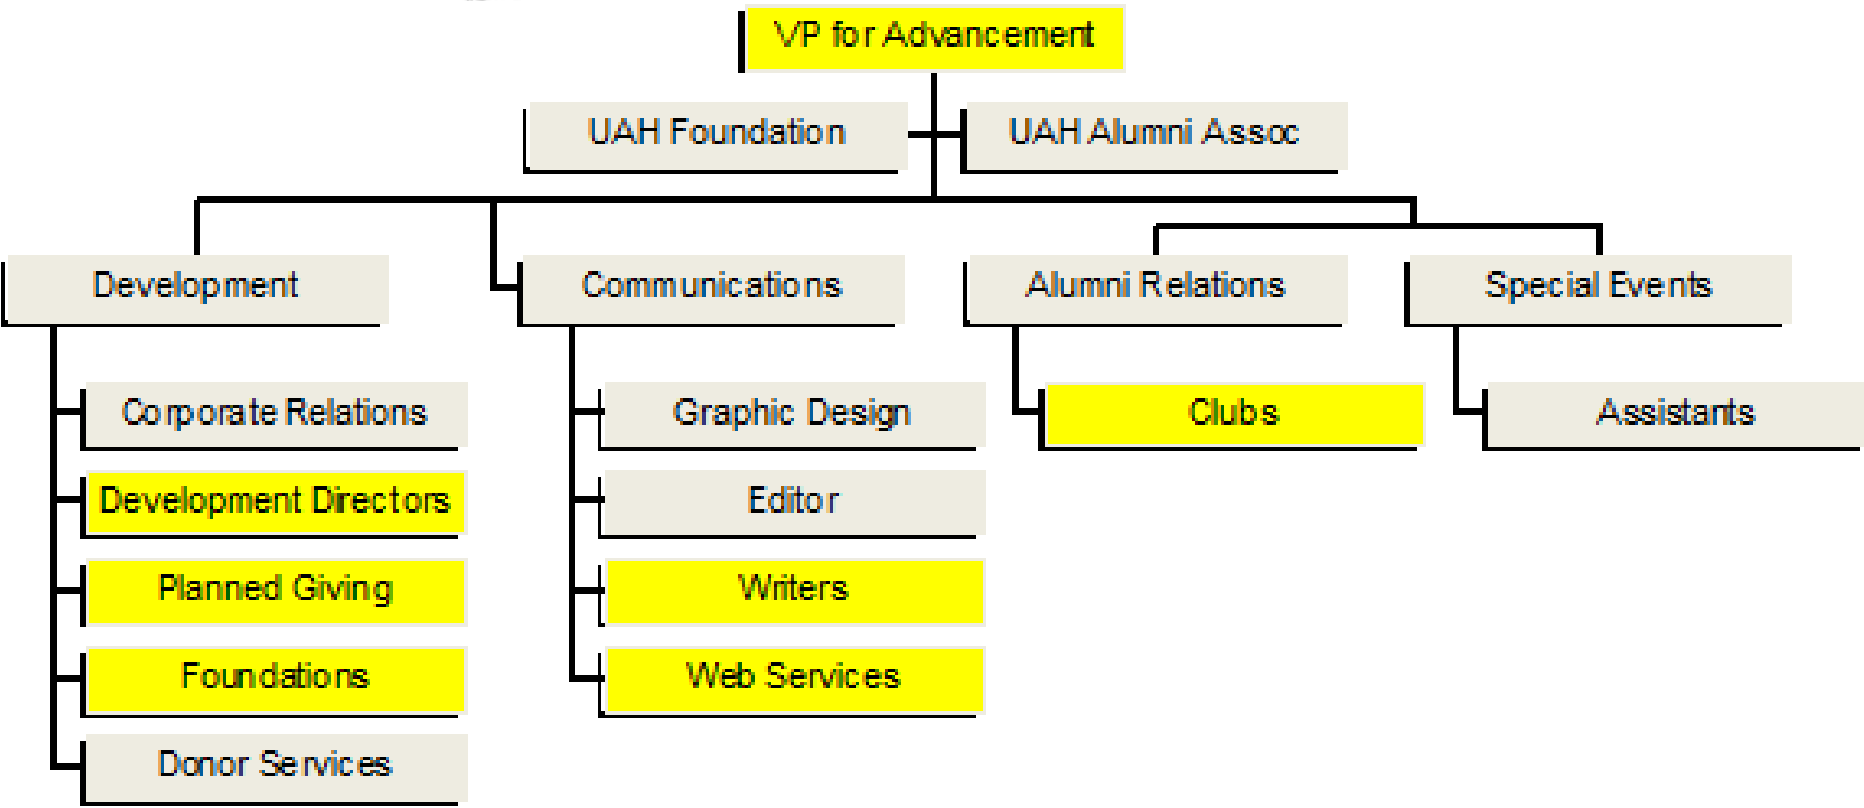 VP for Advancement
UAH Foundation
UAH Alumni Assoc
Development
Communications
Alumni Relations
Special Events
Corporate Relations
Graphic Design
Clubs
Assistants
Development Directors
Editor
Planned Giving
Writers
Foundations
Web Services
Donor Services